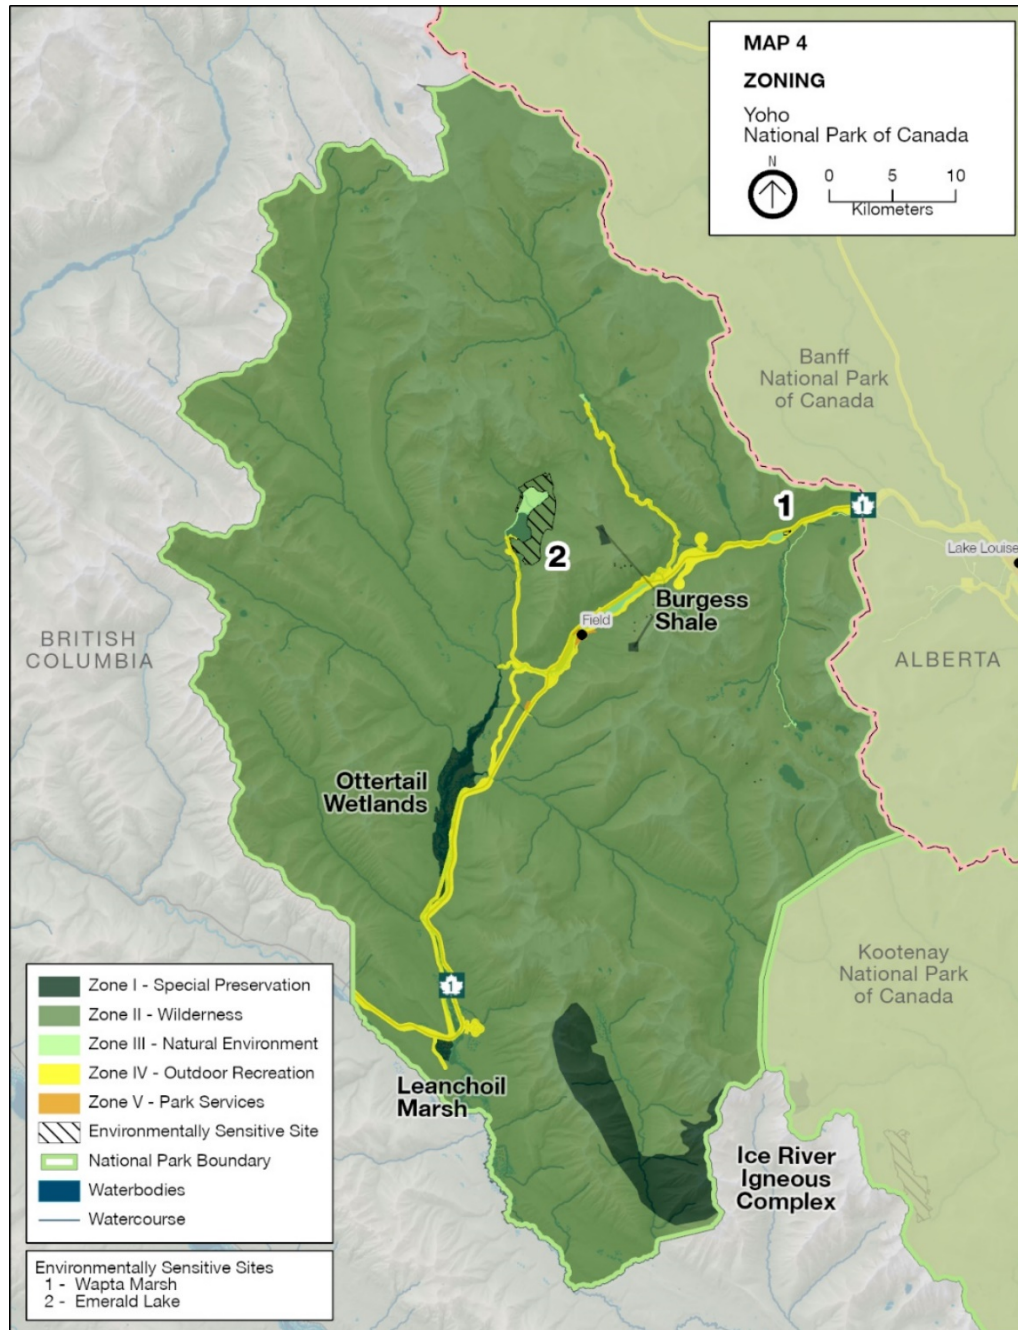 MAP 4
ZONING
Yoho
National Park of Canada
N
0 5 10
Kilometers
Banff
National Park
of Canada
1
1
Lake Louise
2
Burgess
Shale
Field
BRITISH
COLUMBIA
ALBERTA
Ottertail
Wetlands
Kootenay
National Park
of Canada
1
Leanchoil
Marsh
Ice River
Igneous
Complex
Zone I - Special Preservation
Zone II - Wilderness
Zone III - Natural Environment
Zone IV - Outdoor Recreation
Zone V - Park Services
Environmentally Sensitive Site
National Park Boundary
Waterbodies
Watercourse
Environmentally Sensitive Sites
1 - Wapta Marsh
2 - Emerald Lake